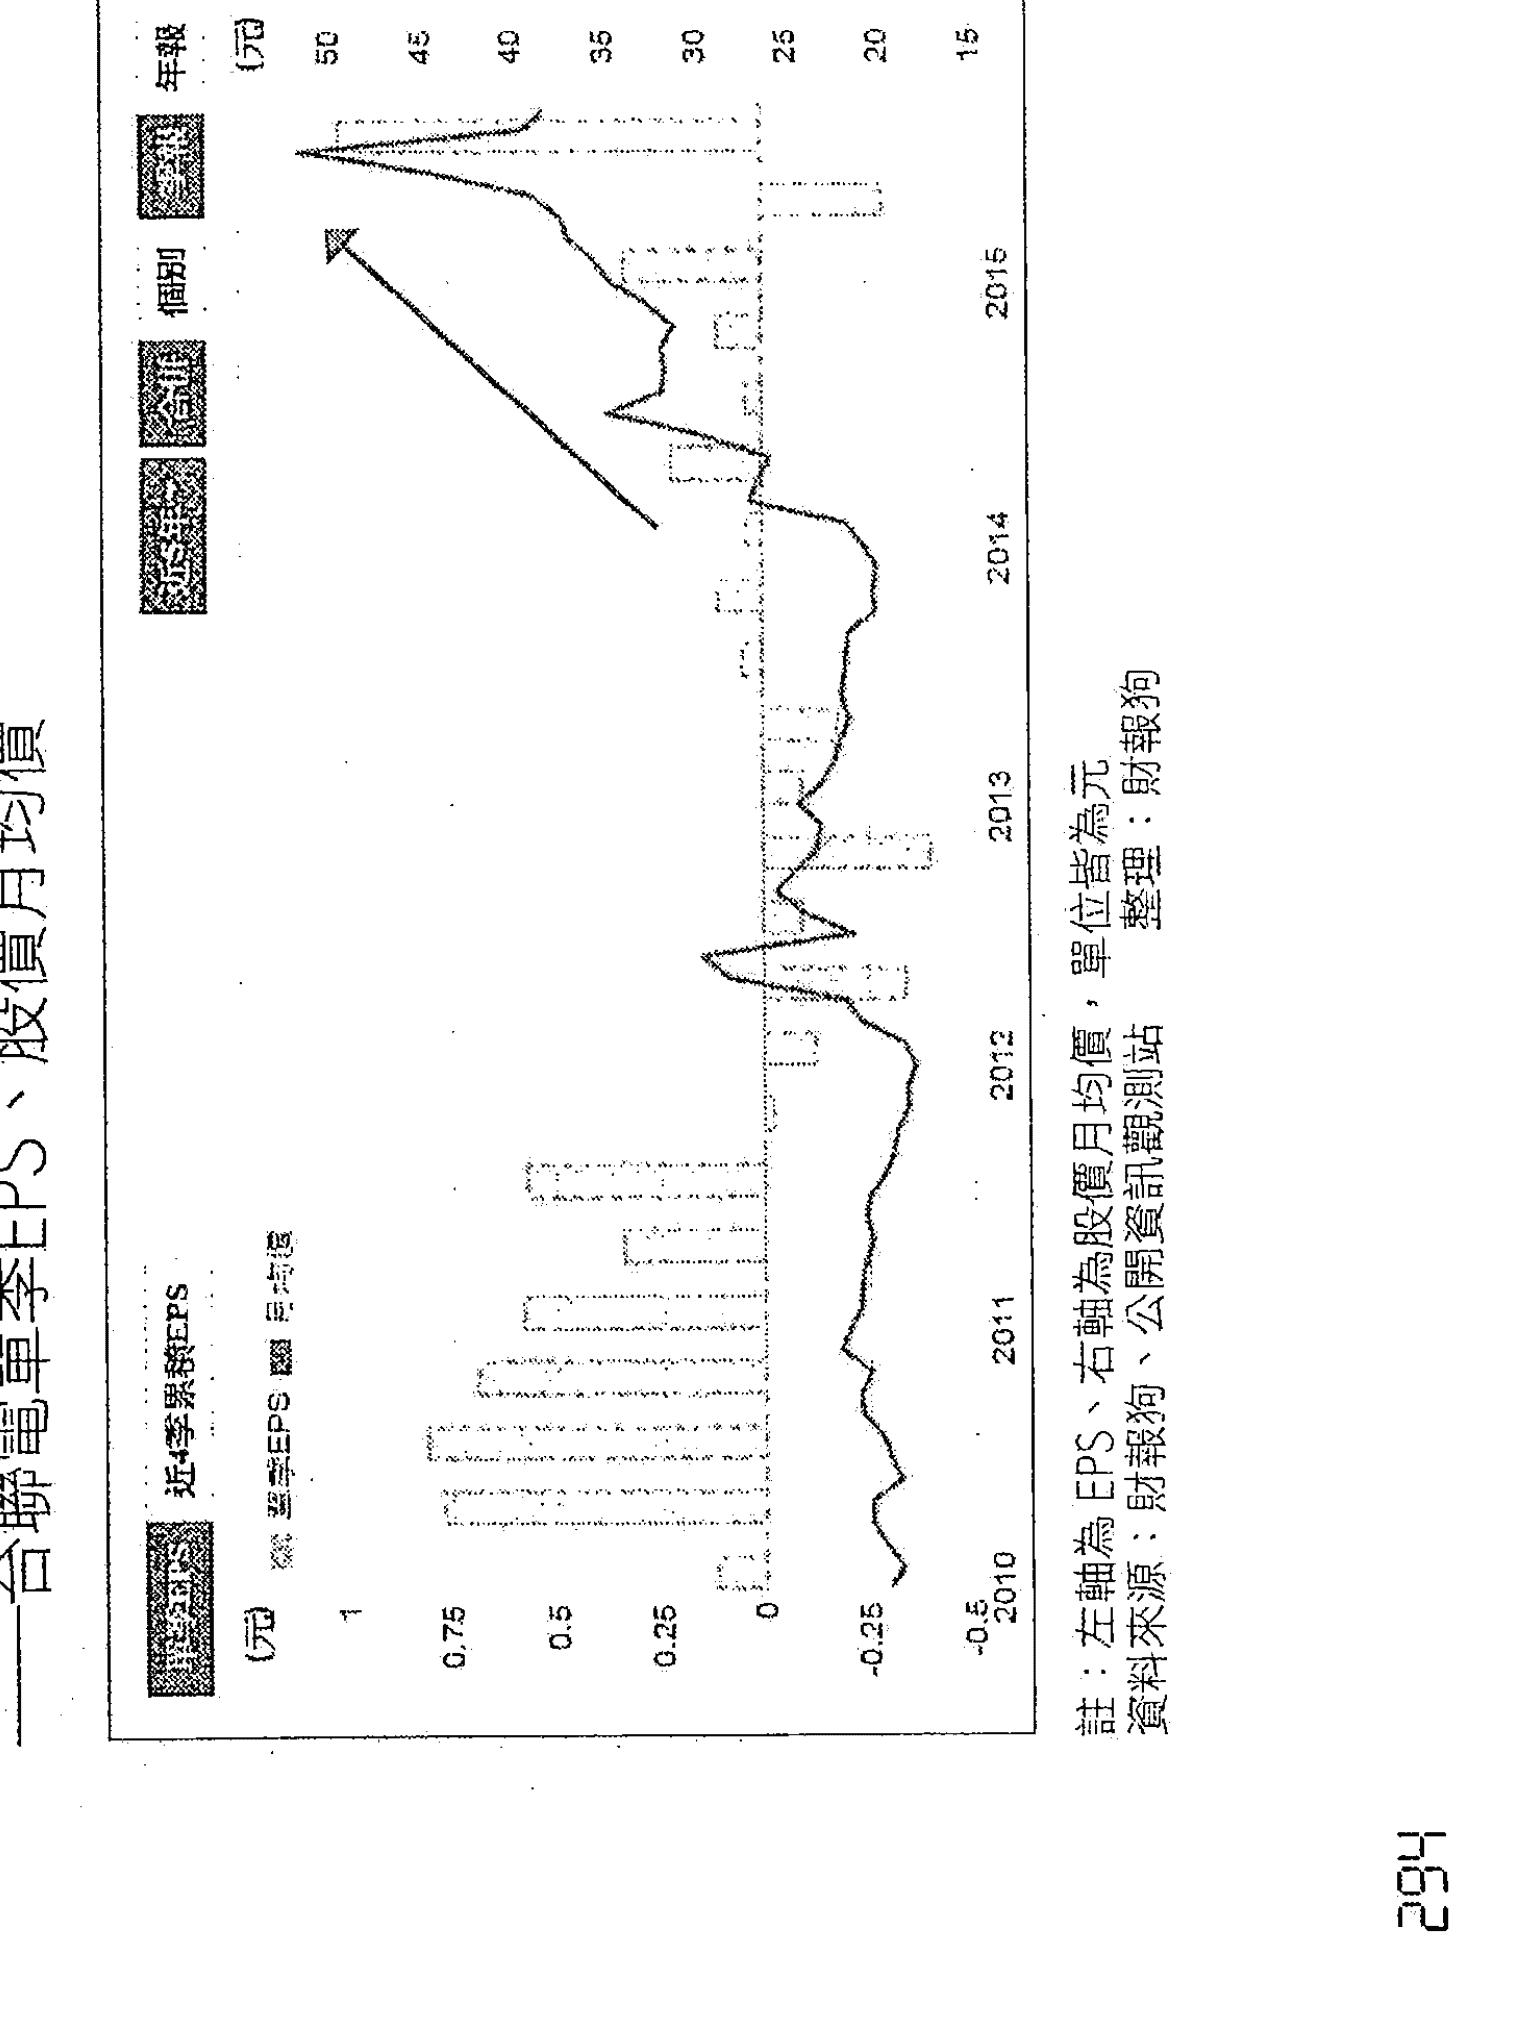 ——台聯電單季EPS、股價月均價
單季EPS 近4季累積EPS 近5年 合併 個別 季報 年報
單季EPS 月均價
(元) (元)
1 50
0.75 45
0.5 40
0.25 35
0 30
-0.25 25
-0.5 20
15
2010 2011 2012 2013 2014 2015
註：左軸為 EPS、右軸為股價月均價，單位皆為元
資料來源：財報狗、公開資訊觀測站 整理：財報狗
294